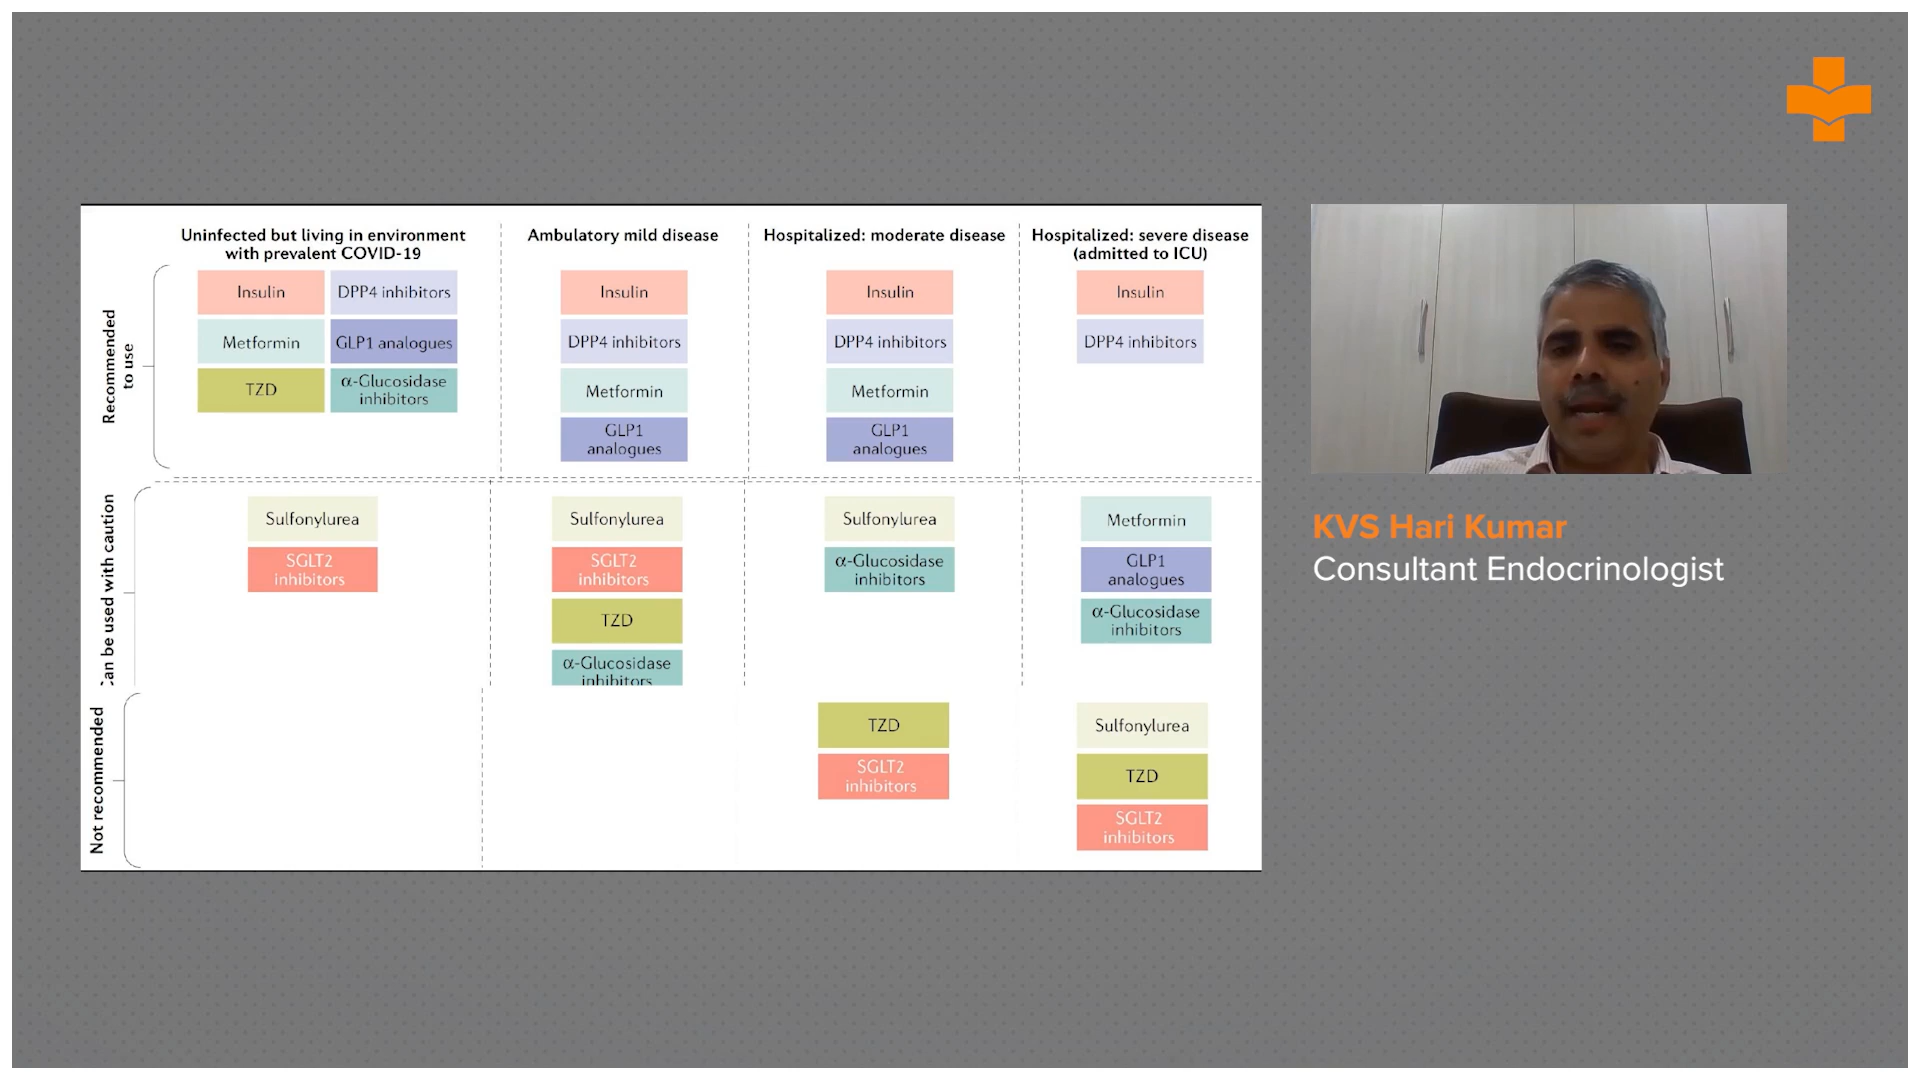 Uninfected but living in environment
with prevalent COVID-19
Ambulatory mild disease
Hospitalized: moderate disease
Hospitalized: severe disease
(admitted to ICU)
Recommended
to use
Insulin
DPP4 inhibitors
Metformin
GLP1 analogues
TZD
α-Glucosidase
inhibitors
Insulin
DPP4 inhibitors
Metformin
GLP1
analogues
Insulin
DPP4 inhibitors
Metformin
GLP1
analogues
Insulin
DPP4 inhibitors
Can be used with caution
Sulfonylurea
SGLT2
inhibitors
Sulfonylurea
SGLT2
inhibitors
TZD
α-Glucosidase
inhibitors
Sulfonylurea
α-Glucosidase
inhibitors
Metformin
GLP1
analogues
α-Glucosidase
inhibitors
Not recommended
TZD
SGLT2
inhibitors
Sulfonylurea
TZD
SGLT2
inhibitors
KVS Hari Kumar
Consultant Endocrinologist